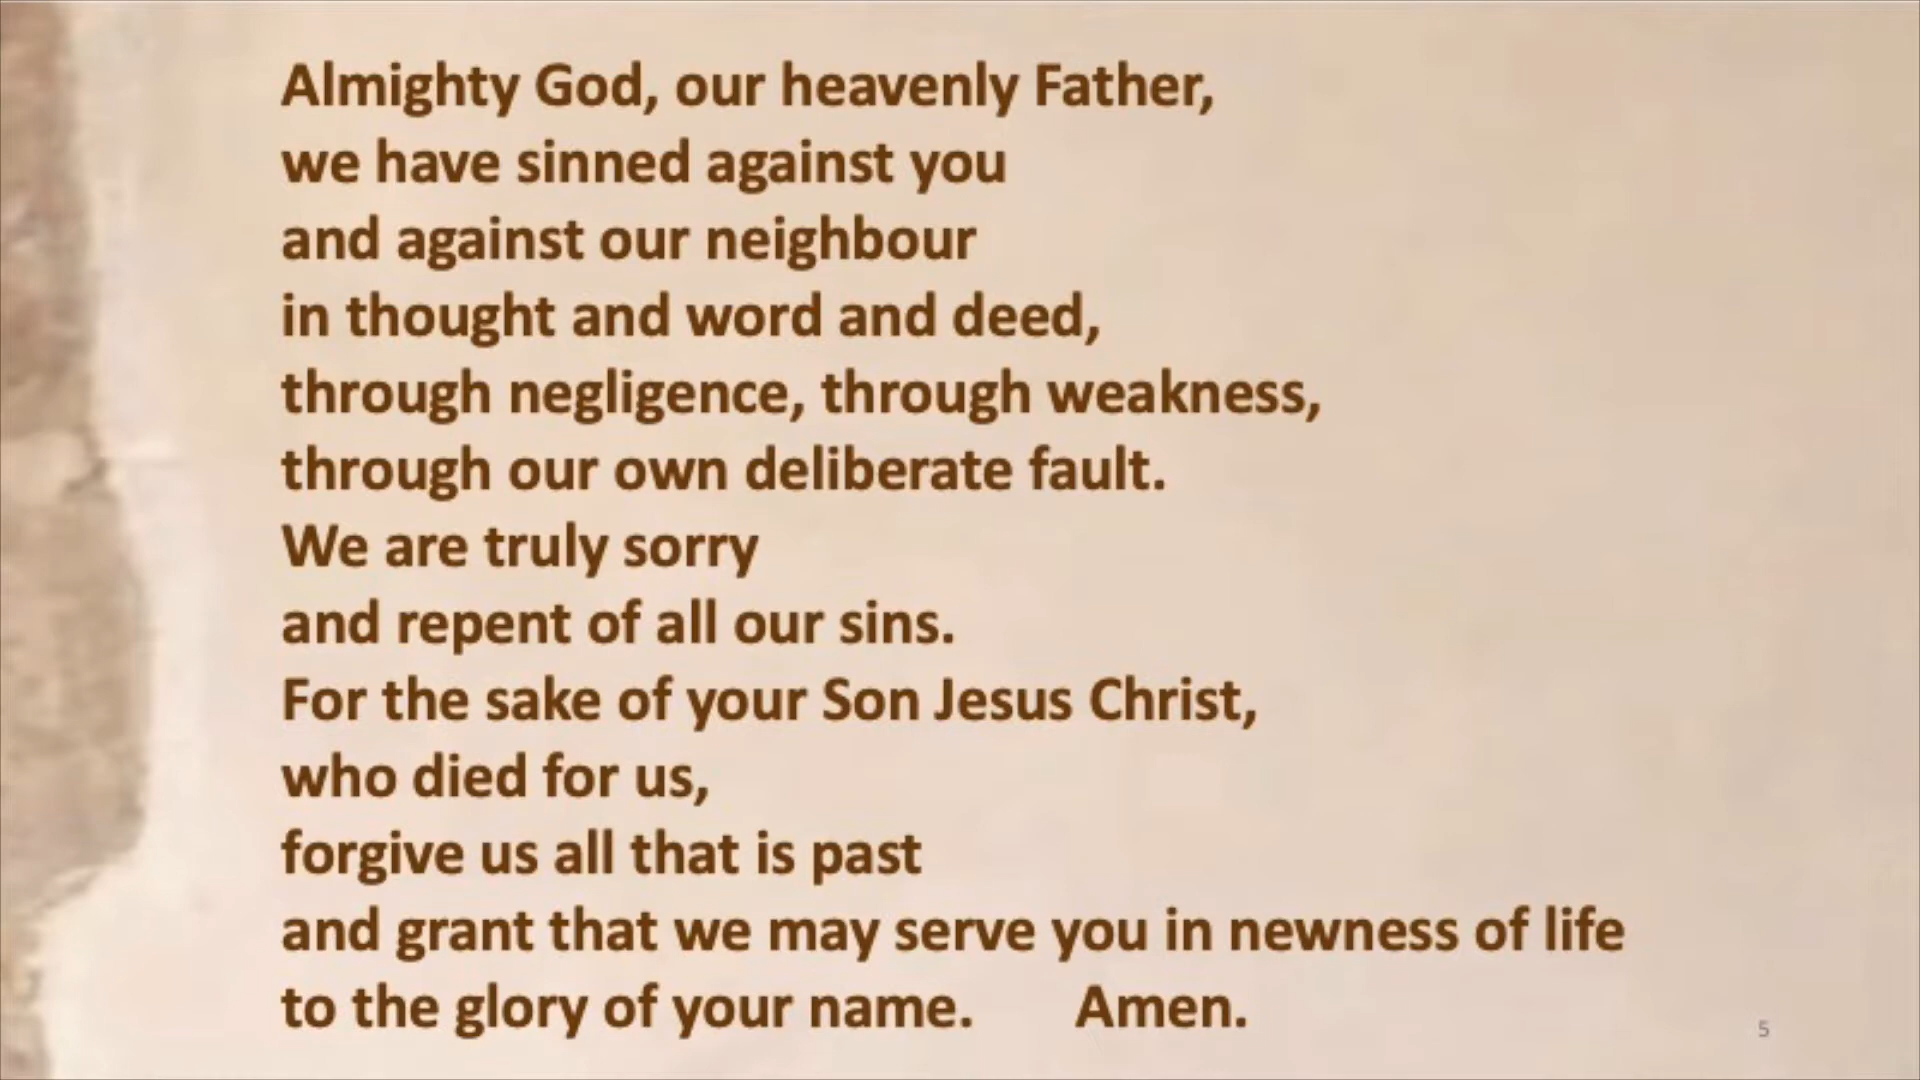 Almighty God, our heavenly Father,
we have sinned against you
and against our neighbour
in thought and word and deed,
through negligence, through weakness,
through our own deliberate fault.
We are truly sorry
and repent of all our sins.
For the sake of your Son Jesus Christ,
who died for us,
forgive us all that is past
and grant that we may serve you in newness of life
to the glory of your name. Amen.
5